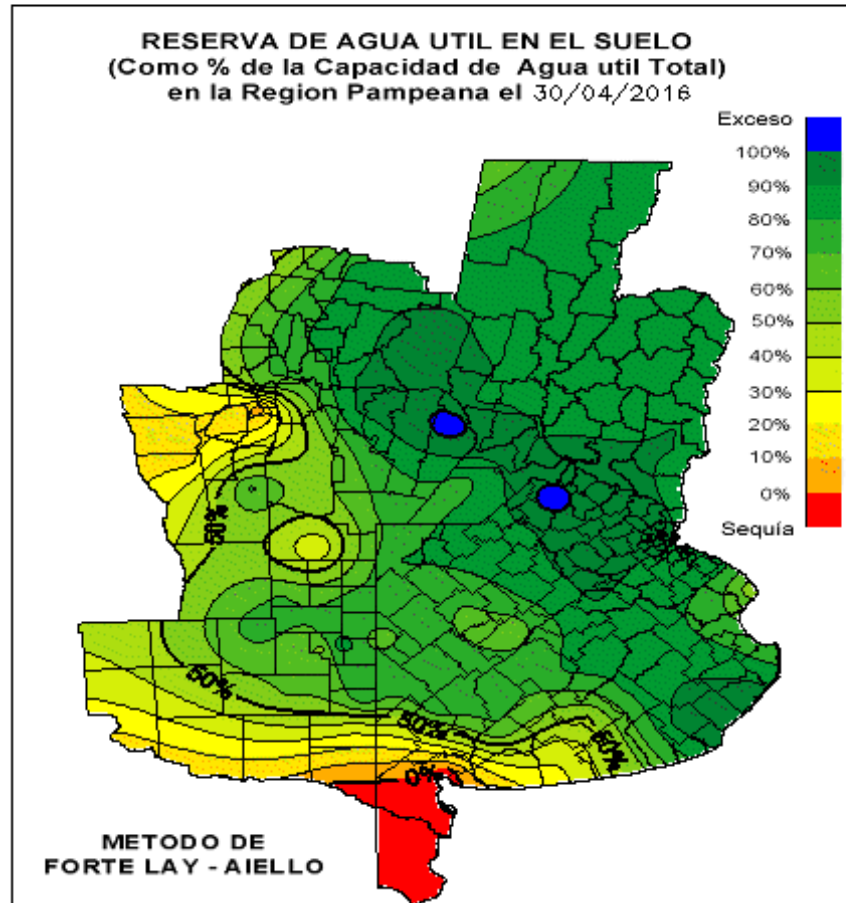 RESERVA DE AGUA UTIL EN EL SUELO
(Como % de la Capacidad de Agua util Total)
en la Region Pampeana el 30/04/2016
Exceso
100%
90%
80%
70%
60%
50%
40%
30%
20%
10%
0%
Sequía
50%
50%
50%
50%
0%
METODO DE
FORTE LAY - AIELLO